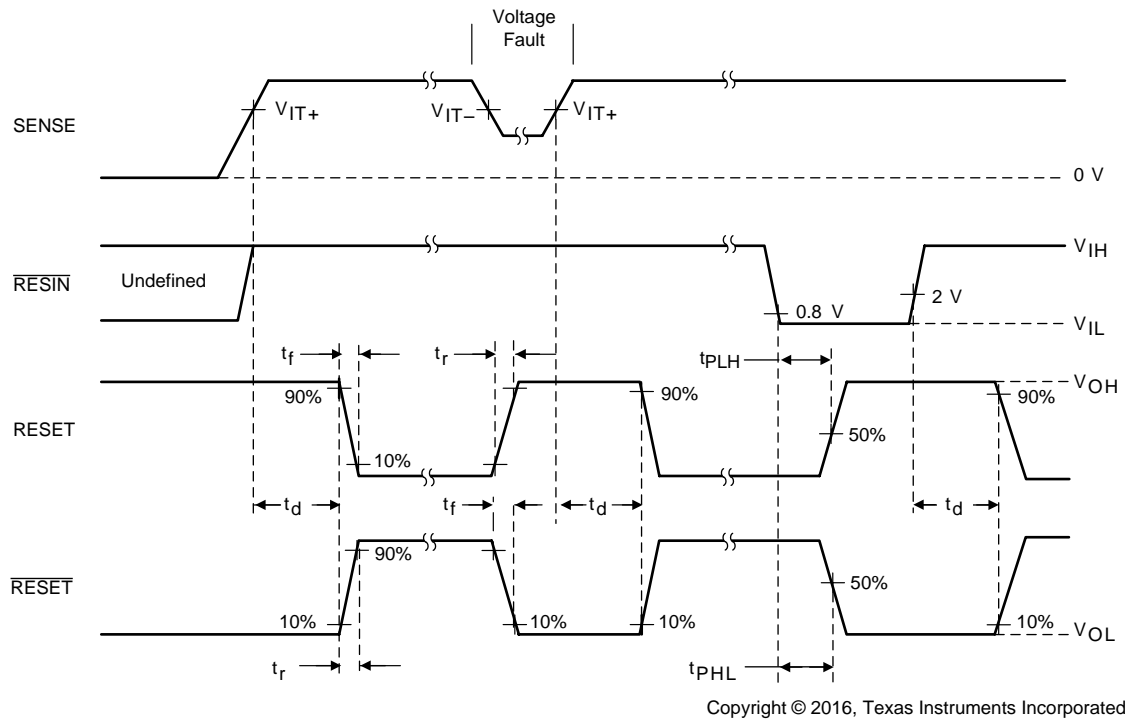 Voltage
Fault
SENSE
VIT+
VIT–
VIT+
0 V
RESIN
Undefined
VIH
0.8 V
2 V
VIL
tf
tr
tPLH
RESET
90%
10%
90%
50%
VOH
90%
td
tf
td
td
RESET
10%
90%
10%
10%
50%
10%
VOL
tr
tPHL
Copyright © 2016, Texas Instruments Incorporated